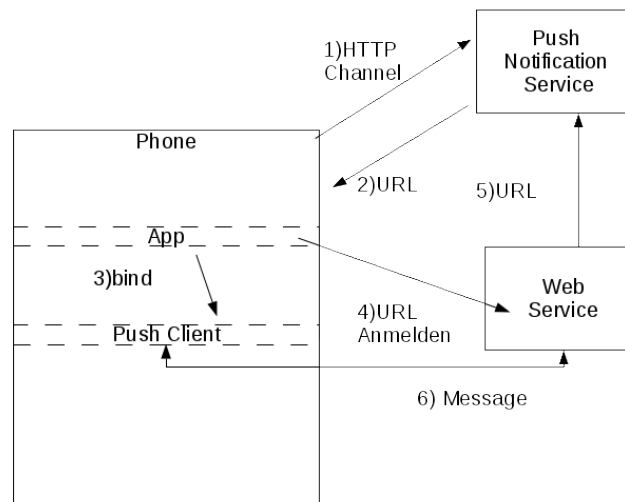 1)HTTP
Channel
Push
Notification
Service
Phone
2)URL
5)URL
App
3)bind
Web
Service
4)URL
Anmelden
Push Client
6) Message